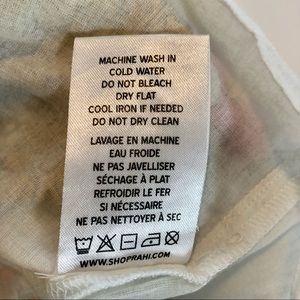 MACHINE WASH IN
COLD WATER
DO NOT BLEACH
DRY FLAT
COOL IRON IF NEEDED
DO NOT DRY CLEAN
LAVAGE EN MACHINE
EAU FROIDE
NE PAS JAVELLISER
SÉCHAGE À PLAT
REFROIDIR LE FER
SI NÉCESSAIRE
NE PAS NETTOYER À SEC
WWW.SHOPRAHI.COM